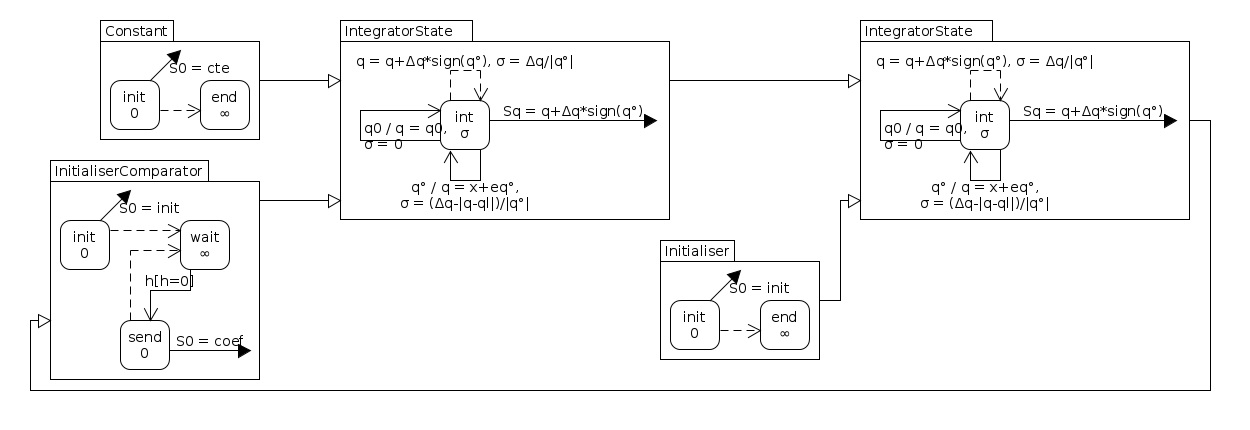 Constant
S0 = cte
init
0
end
∞
IntegratorState
q = q+Δq*sign(q°), σ = Δq/|q°|
int
σ
Sq = q+Δq*sign(q°)
q0 / q = q0,
σ = 0
q° / q = x+eq°,
σ = (Δq-|q-ql|)/|q°|
IntegratorState
q = q+Δq*sign(q°), σ = Δq/|q°|
int
σ
Sq = q+Δq*sign(q°)
q0 / q = q0,
σ = 0
q° / q = x+eq°,
σ = (Δq-|q-ql|)/|q°|
InitialiserComparator
S0 = init
init
0
wait
∞
h[h=0]
send
0
S0 = coef
Initialiser
S0 = init
init
0
end
∞